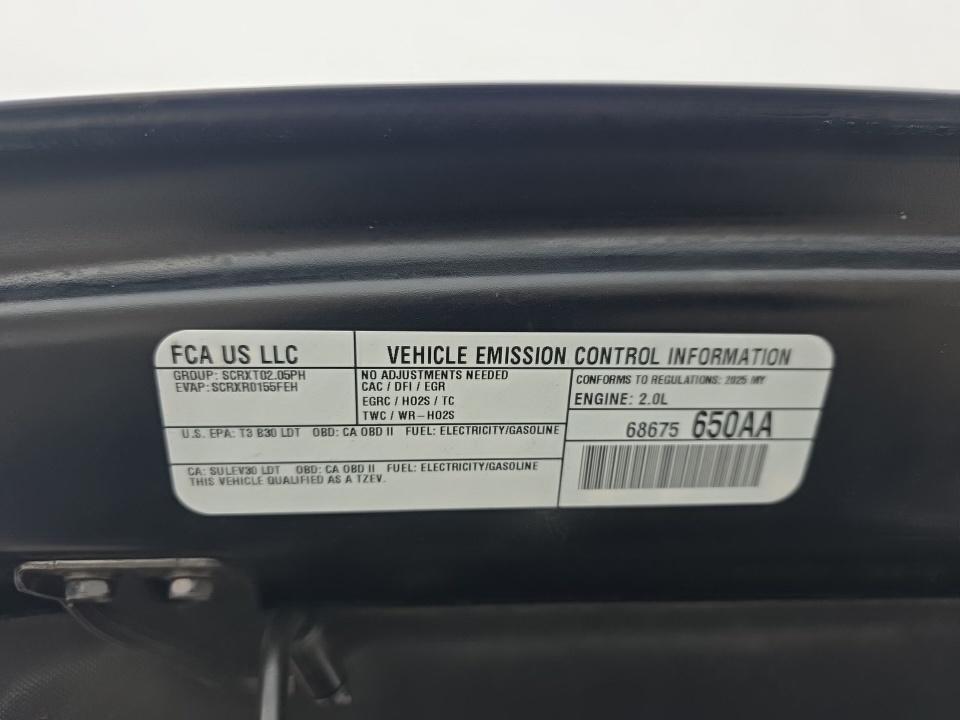 FCA US LLC
VEHICLE EMISSION CONTROL INFORMATION
GROUP: SCRXT02.05PH
EVAP: SCRXR0155FEH
NO ADJUSTMENTS NEEDED
CAC / DFI / EGR
EGRC / HO2S / TC
TWC / WR-HO2S
CONFORMS TO REGULATIONS: 2025 MY
ENGINE: 2.0L
68675 650AA
U.S. EPA: T3 B30 LDT OBD: CA OBD II FUEL: ELECTRICITY/GASOLINE
CA: SULEV30 LDT OBD: CA OBD II FUEL: ELECTRICITY/GASOLINE
THIS VEHICLE QUALIFIED AS A TZEV.